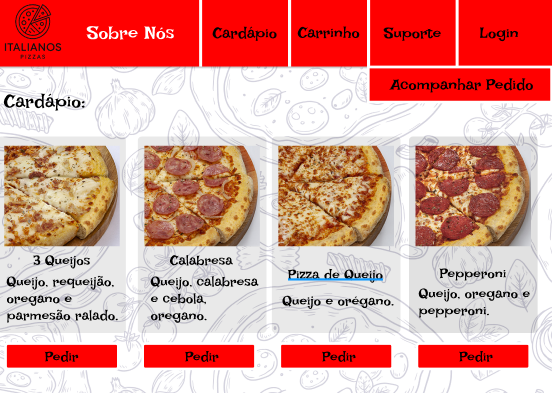 ITALIANOS
PIZZAS
Sobre Nós
Cardápio
Carrinho
Suporte
Login
Acompanhar Pedido
Cardápio:
3 Queijos
Queijo, requeijão,
oregano e
parmesão ralado.
Pedir
Calabresa
Queijo, calabresa
e cebola,
oregano.
Pedir
Pizza de Queijo
Queijo e orégano.
Pedir
Pepperoni
Queijo, oregano e
pepperoni.
Pedir